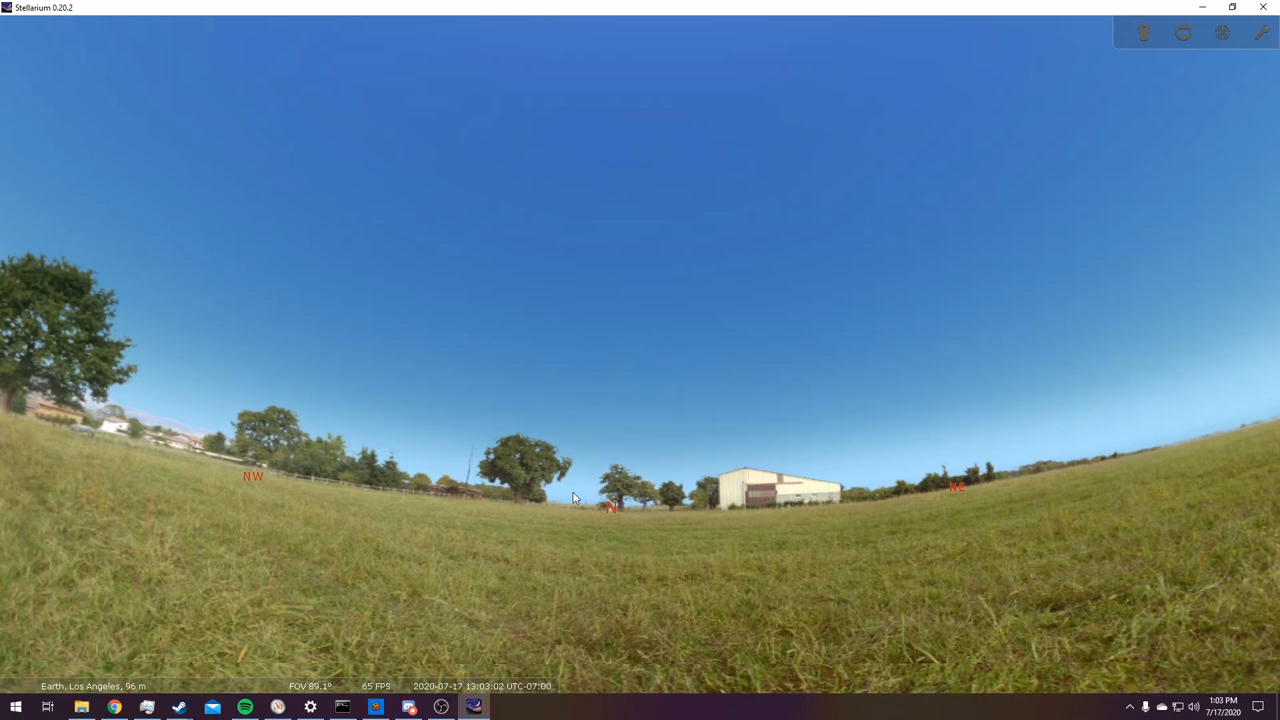 Stellarium 0.20.2
NW
N
NE
Earth, Los Angeles, 96 m FOV 89.1° 65 FPS 2020-07-17 13:03:02 UTC-07:00
1:03 PM
7/17/2020